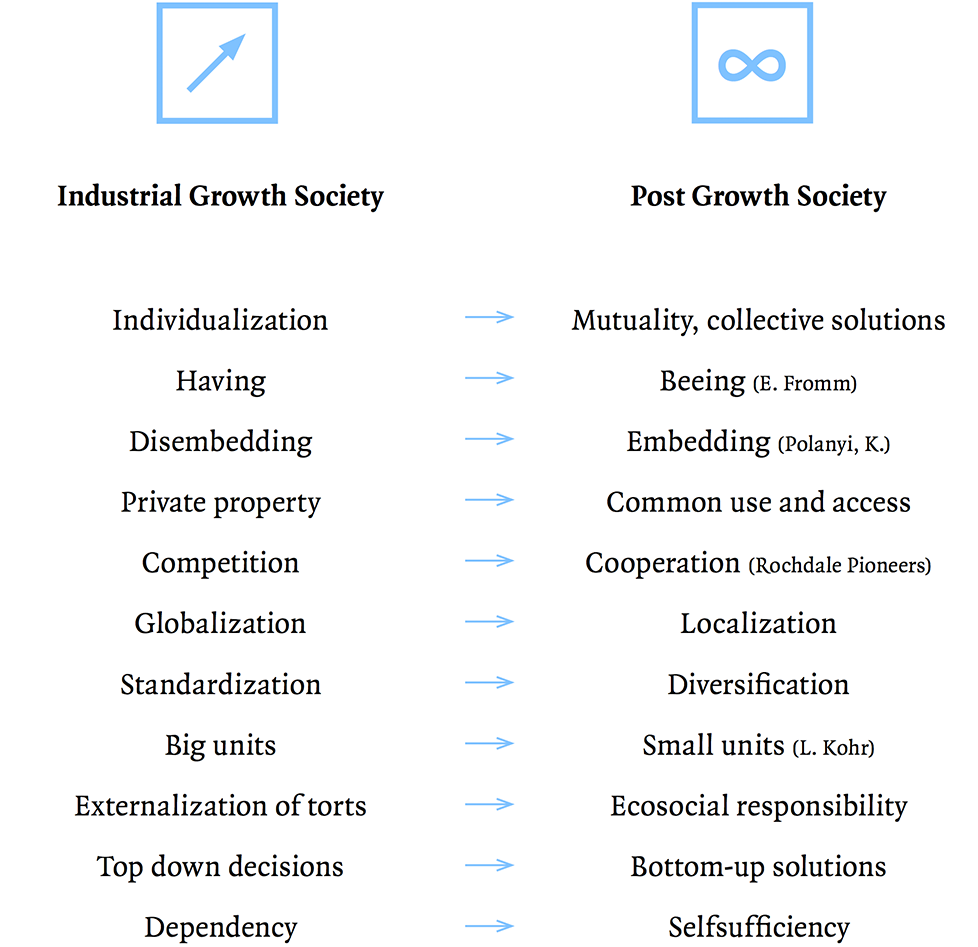 Industrial Growth Society Post Growth Society
Individualization → Mutuality, collective solutions
Having → Beeing (E. Fromm)
Disembedding → Embedding (Polanyi, K.)
Private property → Common use and access
Competition → Cooperation (Rochdale Pioneers)
Globalization → Localization
Standardization → Diversification
Big units → Small units (L. Kohr)
Externalization of torts → Ecosocial responsibility
Top down decisions → Bottom-up solutions
Dependency → Selfsufficiency